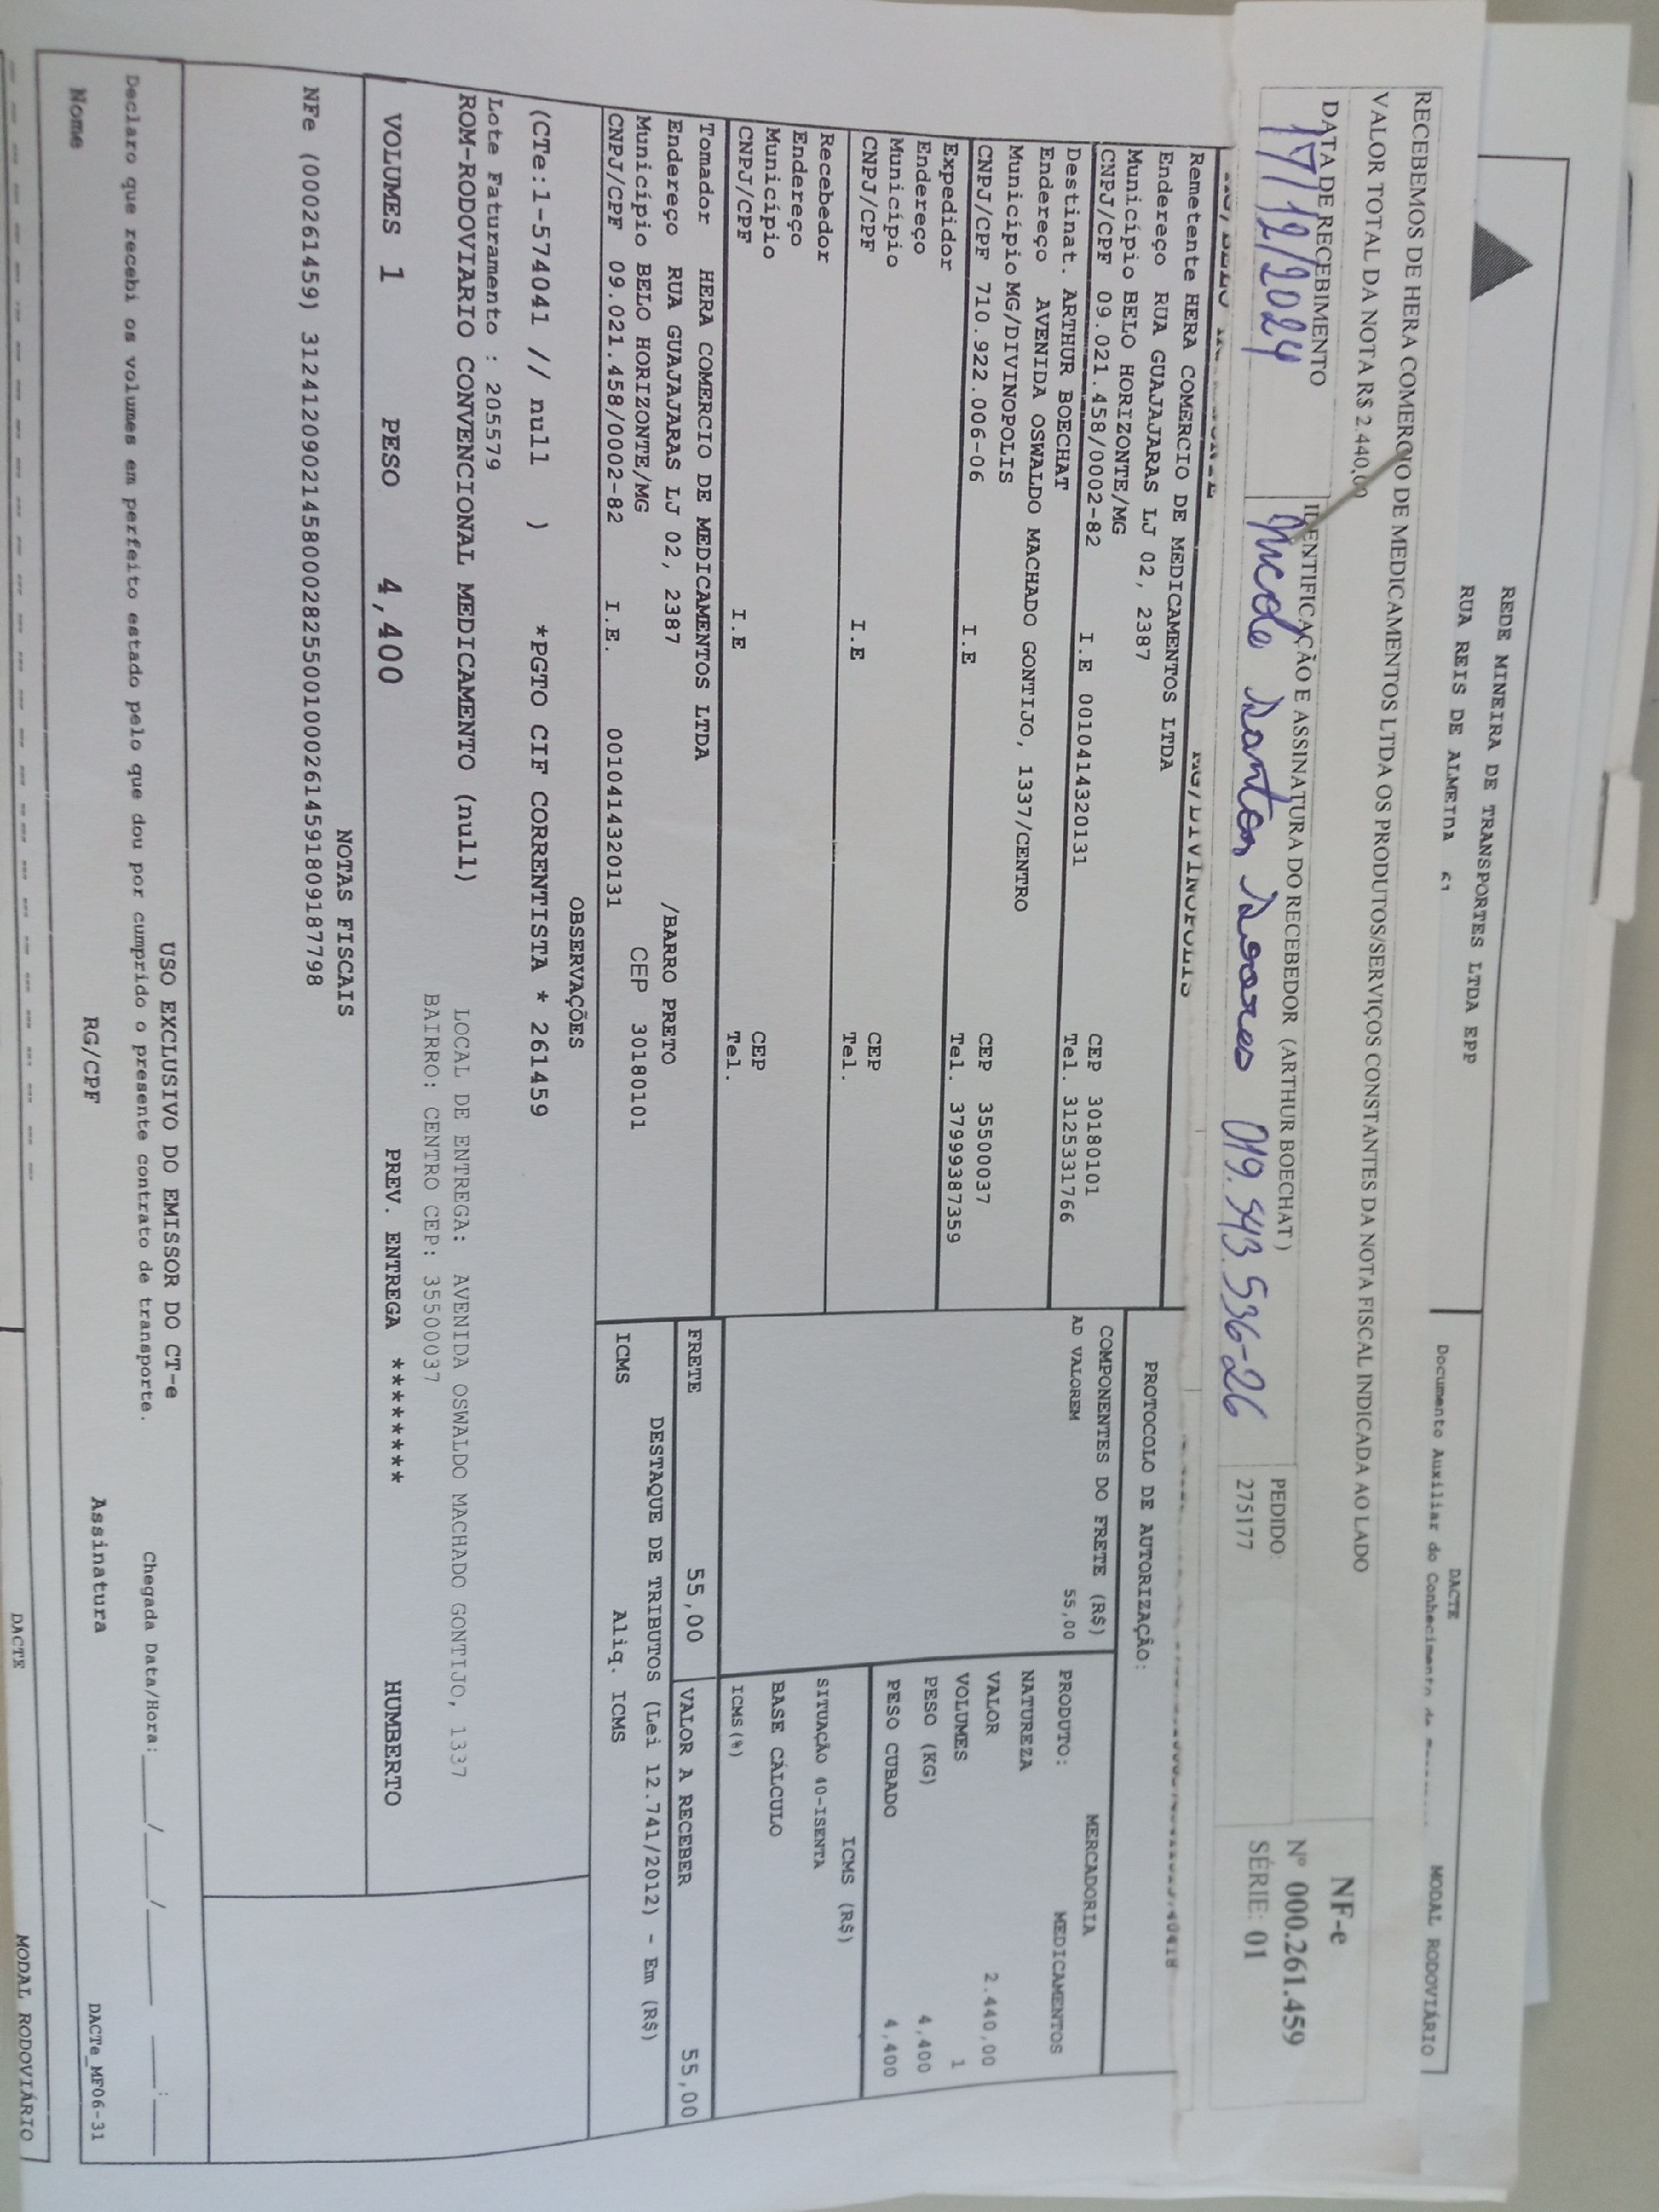 REDE MINEIRA DE TRANSPORTES LTDA EPP
RUA REIS DE ALMEIDA
DACTE
Documento Auxiliar do Conhecimento de
MODAL RODOVIÁRIO
RECEBEMOS DE HERA COMERCIO DE MEDICAMENTOS LTDA OS PRODUTOS/SERVIÇOS CONSTANTES DA NOTA FISCAL INDICADA AO LADO
VALOR TOTAL DA NOTA R$ 2.440,00
DATA DE RECEBIMENTO
17/12/2024
IDENTIFICAÇÃO E ASSINATURA DO RECEBEDOR (ARTHUR BOECHAT )
Santos Soares 019.543.536-26
PEDIDO:
275177
NF-e
Nº 000.261.459
SÉRIE: 01
MG/DIVINOPOLIS
PROTOCOLO DE AUTORIZAÇÃO:
Remetente HERA COMERCIO DE MEDICAMENTOS LTDA
Endereço RUA GUAJAJARAS LJ 02, 2387
Município BELO HORIZONTE/MG CEP 30180101
CNPJ/CPF 09.021.458/0002-82 I.E 0010414320131 Tel. 3125331766
Destinat. ARTHUR BOECHAT
Endereço AVENIDA OSWALDO MACHADO GONTIJO, 1337/CENTRO
Município MG/DIVINOPOLIS CEP 35500037
CNPJ/CPF 710.922.006-06 I.E Tel. 37999387359
Expedidor
Endereço
Município CEP
CNPJ/CPF I.E Tel.
Recebedor
Endereço
Município CEP
CNPJ/CPF I.E Tel.
Tomador HERA COMERCIO DE MEDICAMENTOS LTDA
Endereço RUA GUAJAJARAS LJ 02, 2387 /BARRO PRETO
Município BELO HORIZONTE/MG CEP 30180101
CNPJ/CPF 09.021.458/0002-82 I.E. 0010414320131
COMPONENTES DO FRETE (R$)
AD VALOREM 55,00
MERCADORIA
PRODUTO: MEDICAMENTOS
NATUREZA
VALOR 2.440,00
VOLUMES 1
PESO (KG) 4,400
PESO CUBADO 4,400
ICMS (R$)
SITUAÇÃO 40-ISENTA
BASE CÁLCULO
ICMS(%)
FRETE 55,00 VALOR A RECEBER 55,00
DESTAQUE DE TRIBUTOS (Lei 12.741/2012) - Em (R$)
ICMS Aliq. ICMS
OBSERVAÇÕES
(CTe:1-574041 // null ) *PGTO CIF CORRENTISTA * 261459
Lote Faturamento : 205579
ROM-RODOVIARIO CONVENCIONAL MEDICAMENTO (null)
LOCAL DE ENTREGA: AVENIDA OSWALDO MACHADO GONTIJO, 1337
BAIRRO: CENTRO CEP: 35500037
VOLUMES 1 PESO 4,400 PREV. ENTREGA ******** HUMBERTO
NOTAS FISCAIS
NFe (000261459) 31241209021458000282550010002614591809187798
USO EXCLUSIVO DO EMISSOR DO CT-e
Declaro que recebi os volumes em perfeito estado pelo que dou por cumprido o presente contrato de transporte.
Chegada Data/Hora:____/____/______ ___:___
Nome RG/CPF Assinatura DACTe_MF06-31
DACTE MODAL RODOVIÁRIO